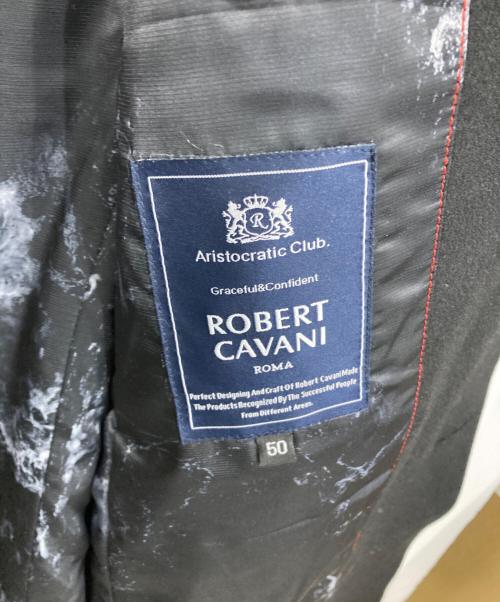 R
Aristocratic Club.
Graceful&Confident
ROBERT
CAVANI
ROMA
Perfect Designing And Craft Of Robert CavaniMade
The Products Recognized By The Successful People
From Different Areas.
50